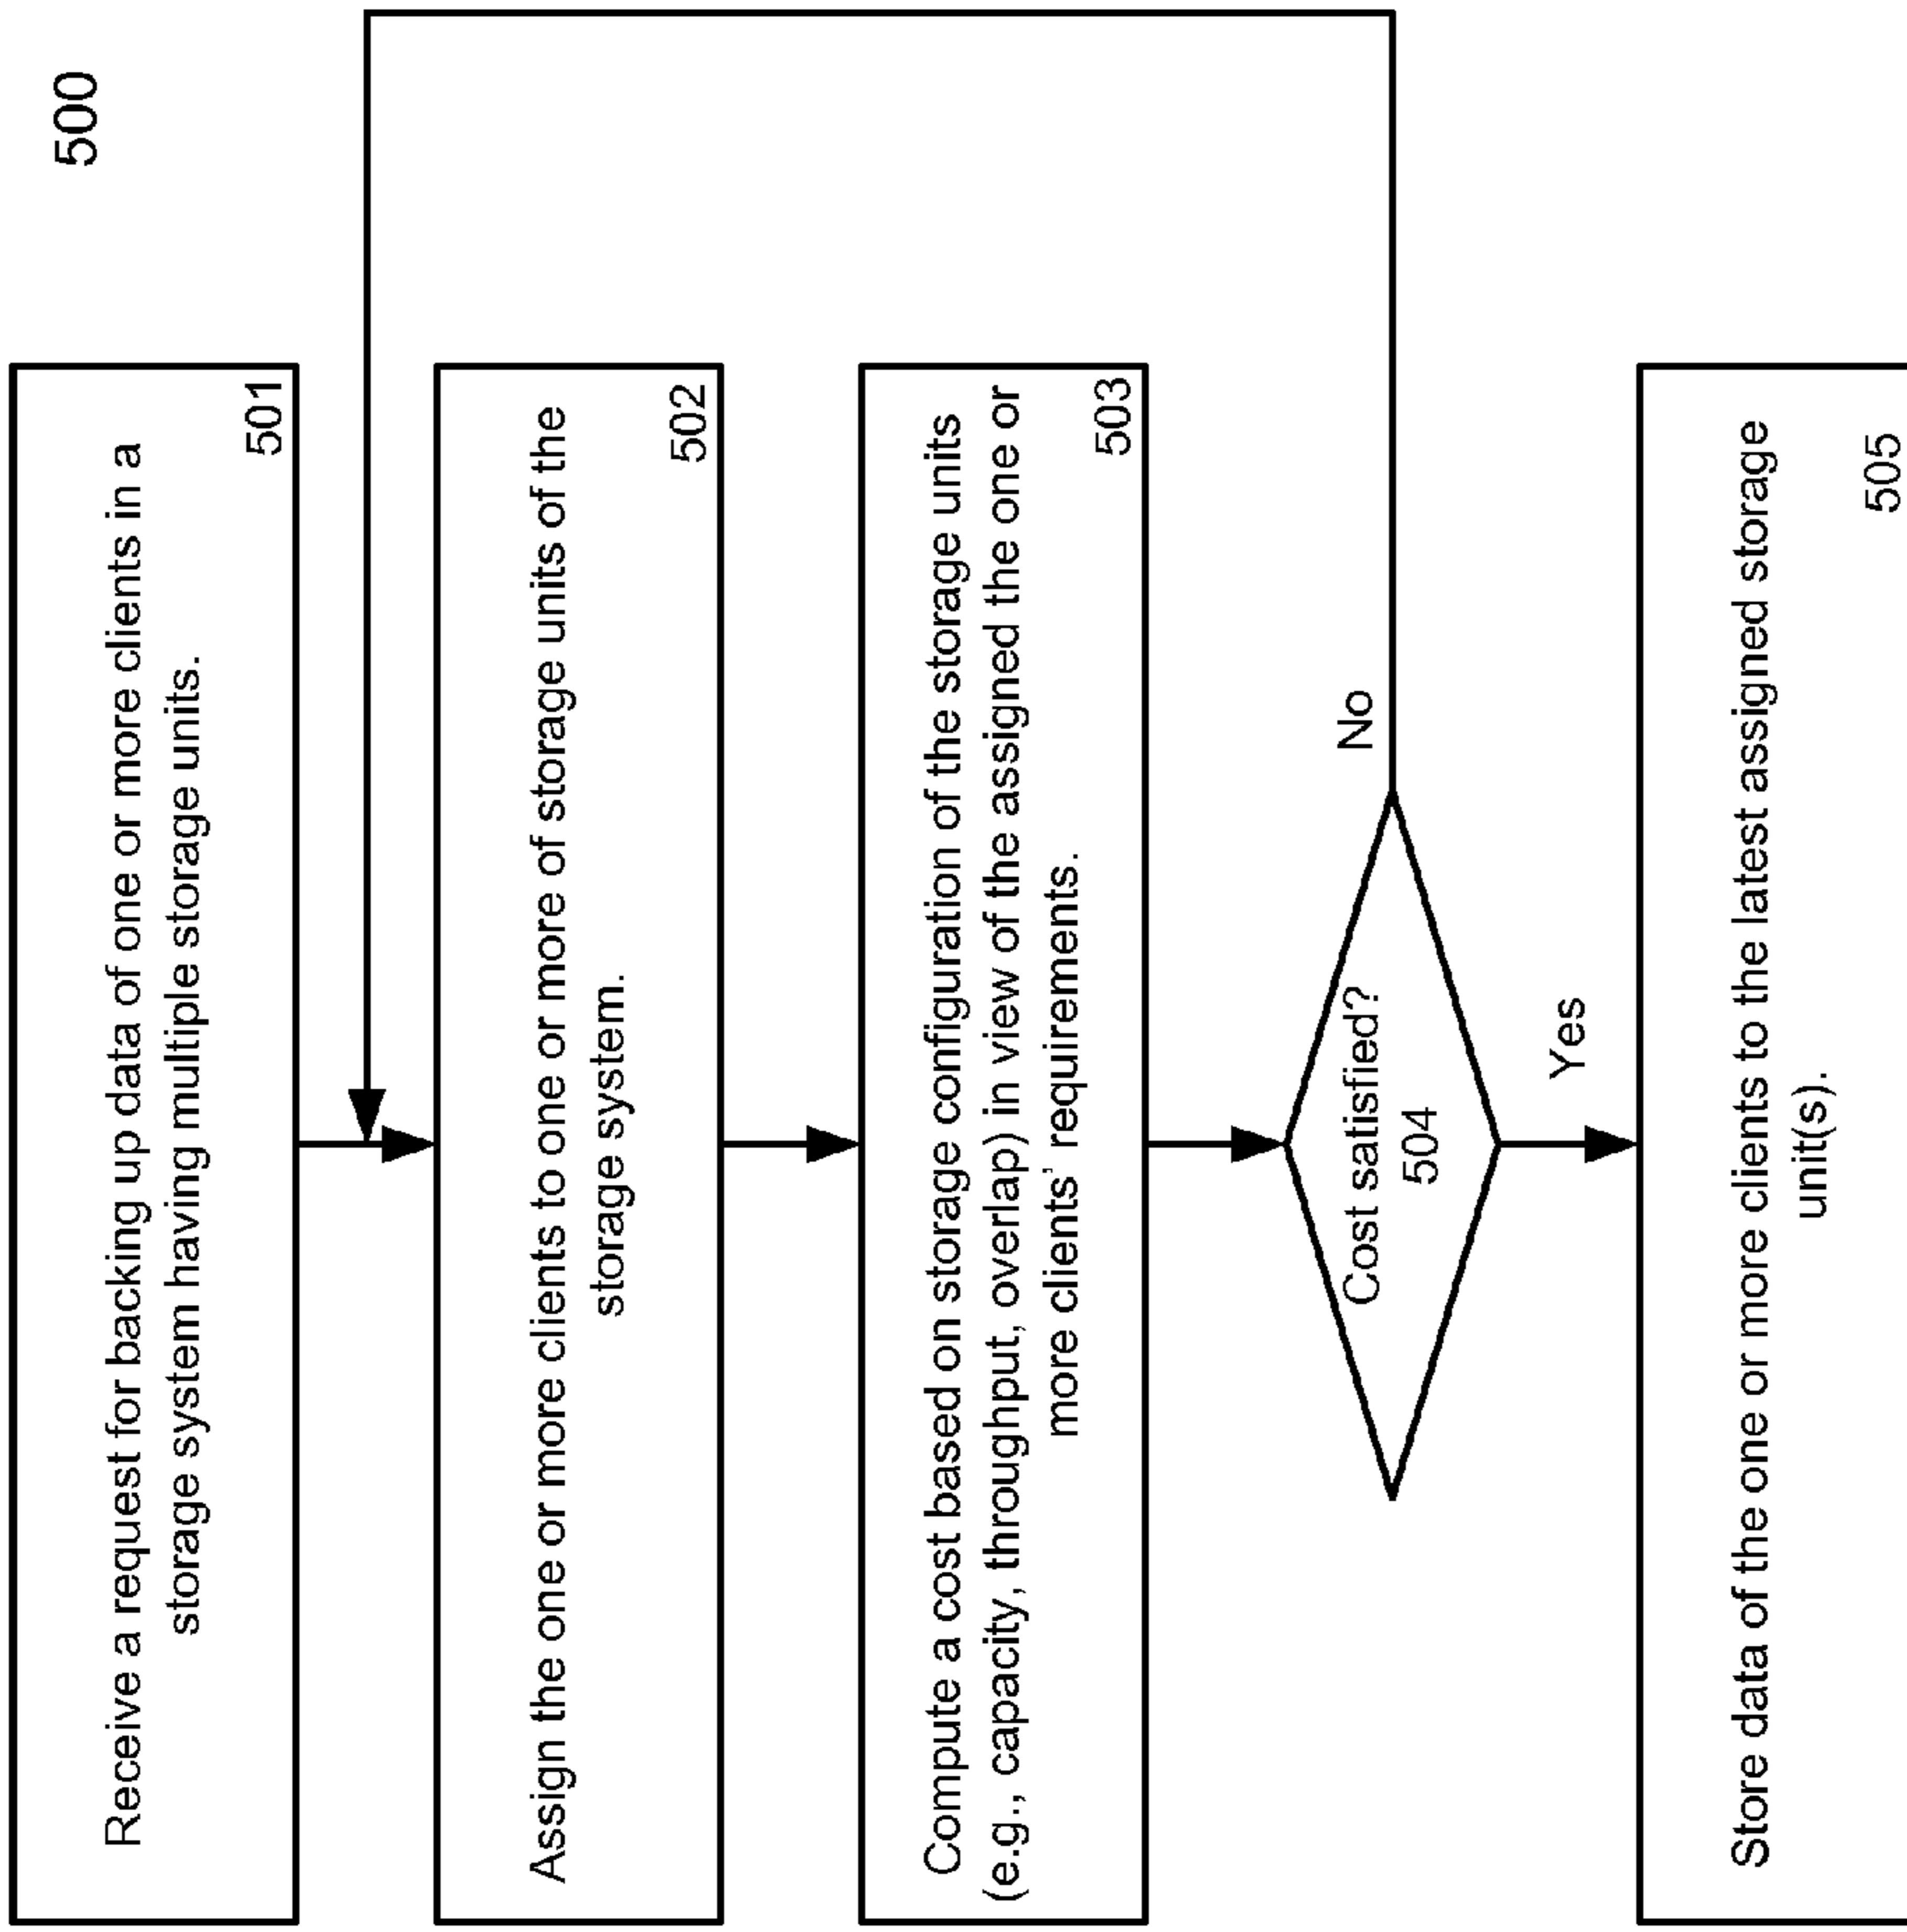 500
Receive a request for backing up data of one or more clients in a
storage system having multiple storage units.
501
Assign the one or more clients to one or more of storage units of the
storage system.
502
Compute a cost based on storage configuration of the storage units
(e.g., capacity, throughput, overlap) in view of the assigned the one or
more clients’ requirements.
503
Cost satisfied?
504
No
Yes
Store data of the one or more clients to the latest assigned storage
unit(s).
505